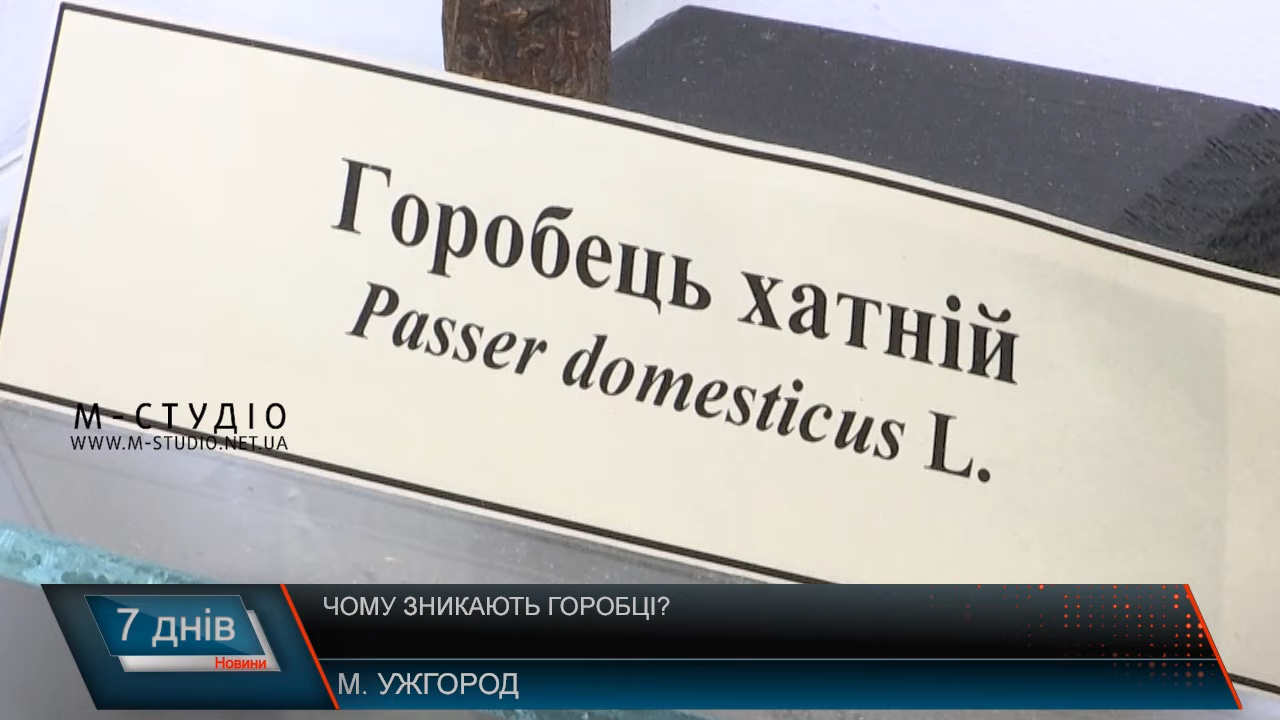 Горобець хатній
Passer domesticus L.
М-СТУДІО
WWW.M-STUDIO.NET.UA
7 днів
Новини
ЧОМУ ЗНИКАЮТЬ ГОРОБЦІ?
М. УЖГОРОД